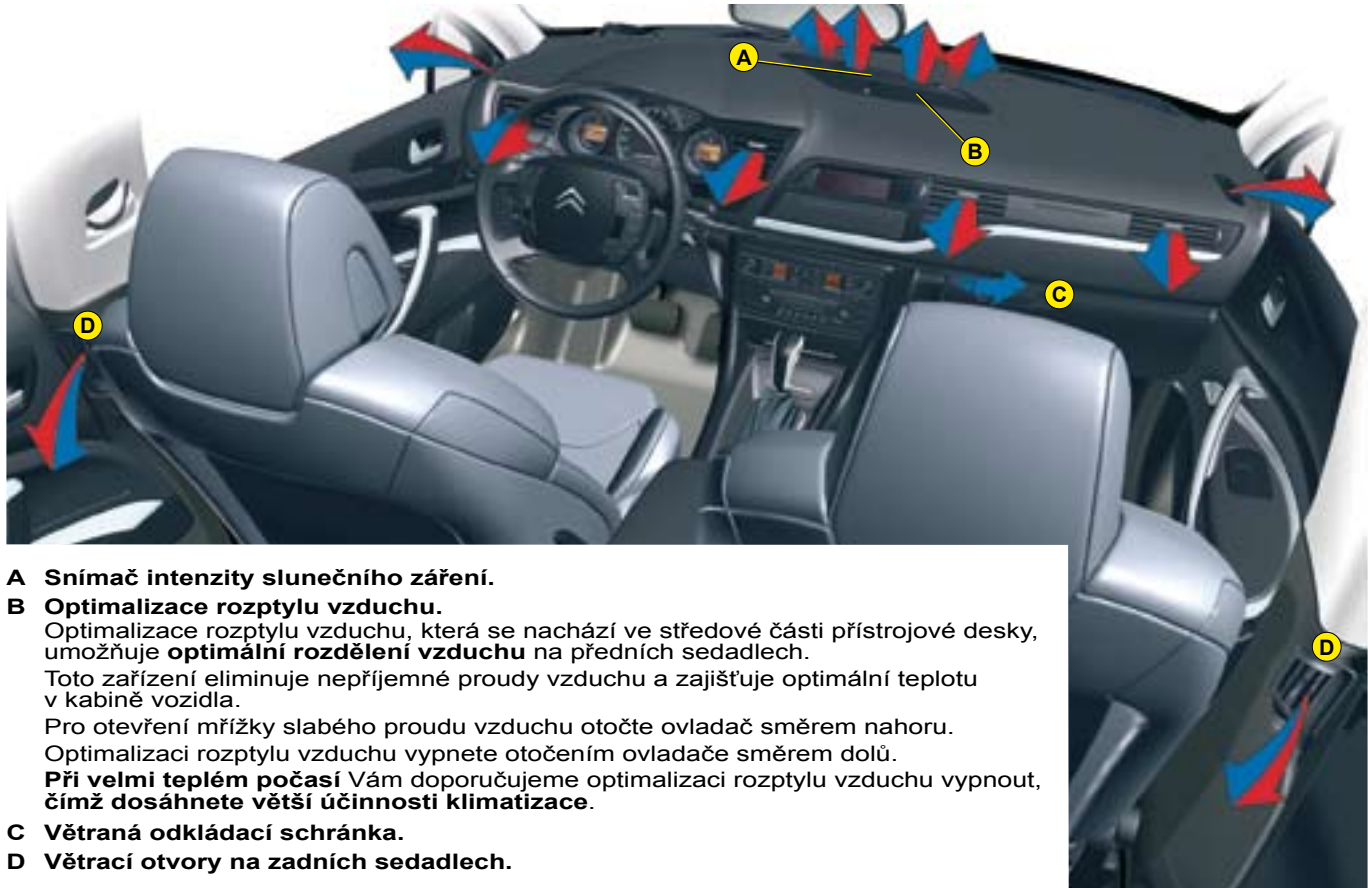 A
B
C
D
D
A Snímač intenzity slunečního záření.
B Optimalizace rozptylu vzduchu.
Optimalizace rozptylu vzduchu, která se nachází ve středové části přístrojové desky,
umožňuje optimální rozdělení vzduchu na předních sedadlech.
Toto zařízení eliminuje nepříjemné proudy vzduchu a zajišťuje optimální teplotu
v kabině vozidla.
Pro otevření mřížky slabého proudu vzduchu otočte ovladač směrem nahoru.
Optimalizaci rozptylu vzduchu vypnete otočením ovladače směrem dolů.
Při velmi teplém počasí Vám doporučujeme optimalizaci rozptylu vzduchu vypnout,
čímž dosáhnete větší účinnosti klimatizace.
C Větraná odkládací schránka.
D Větrací otvory na zadních sedadlech.